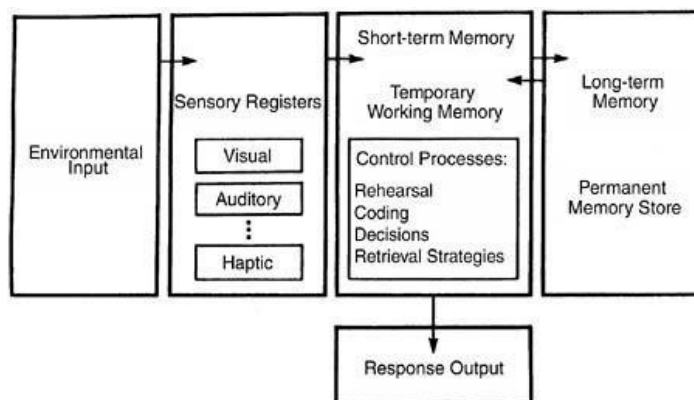 Environmental
Input
Sensory Registers
Visual
Auditory
Haptic
Short-term Memory
Temporary
Working Memory
Control Processes:
Rehearsal
Coding
Decisions
Retrieval Strategies
Long-term
Memory
Permanent
Memory Store
Response Output